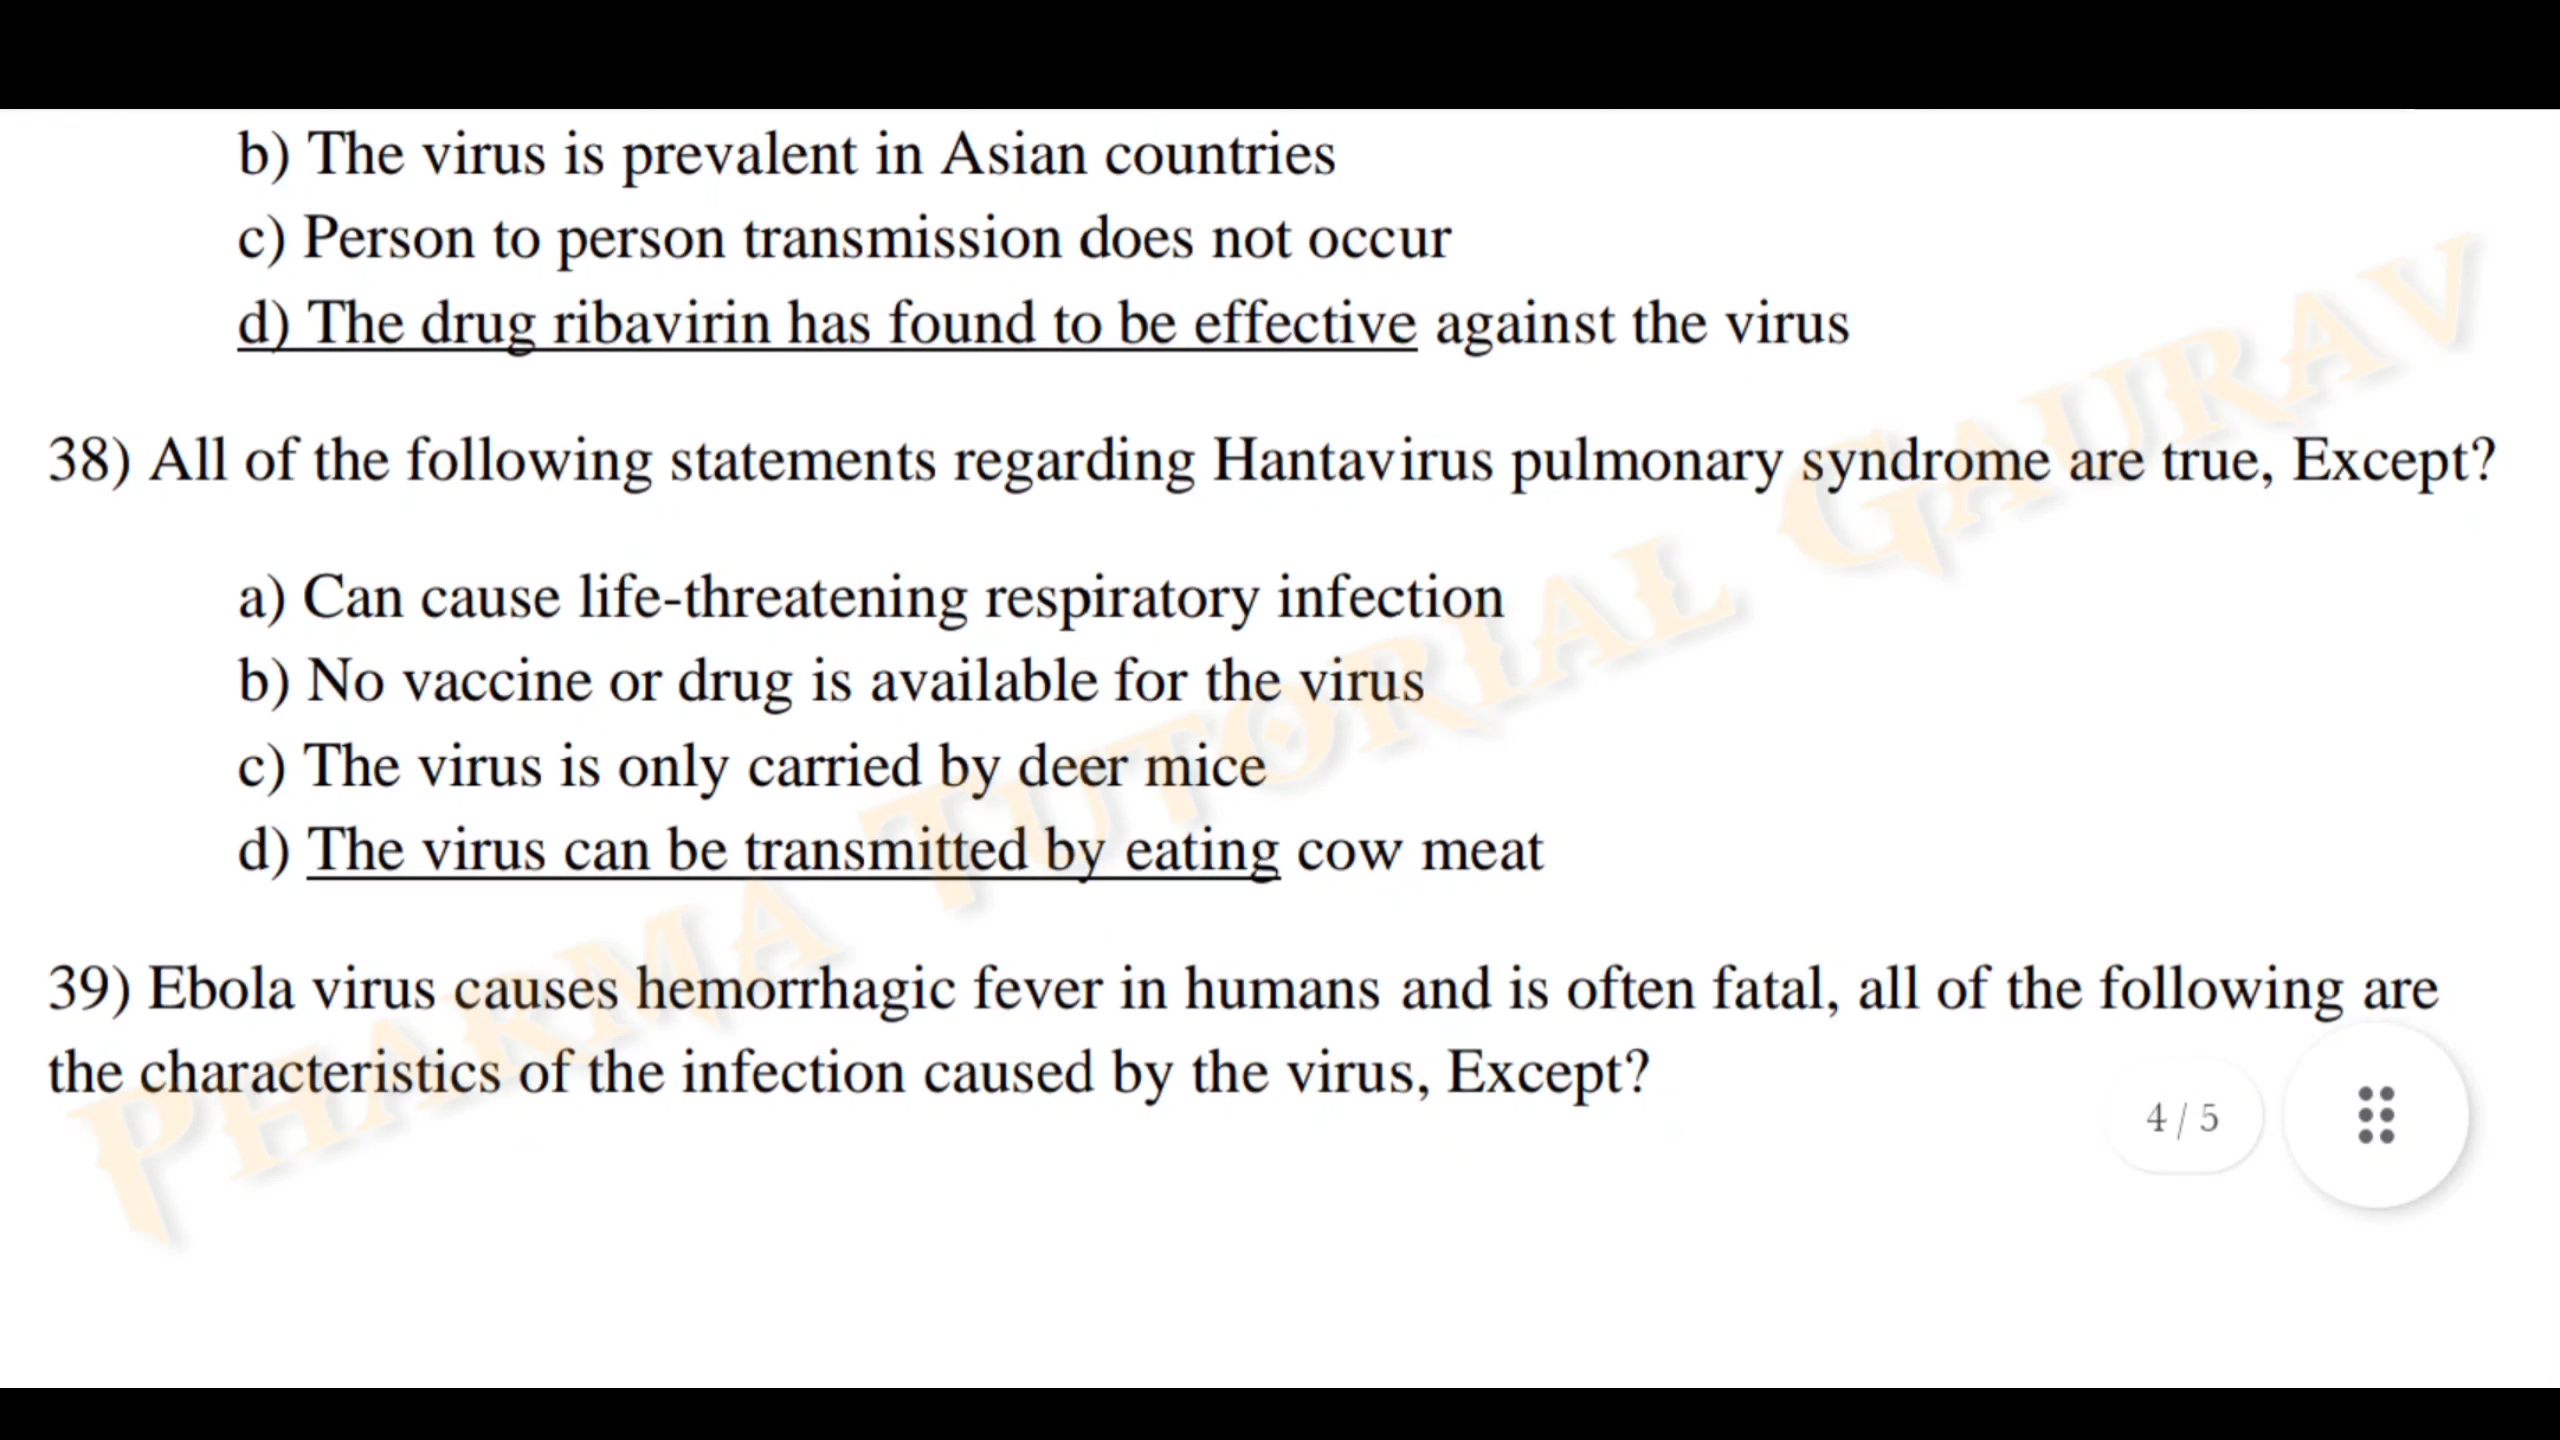 b) The virus is prevalent in Asian countries
c) Person to person transmission does not occur
d) The drug ribavirin has found to be effective against the virus
38) All of the following statements regarding Hantavirus pulmonary syndrome are true, Except?
a) Can cause life-threatening respiratory infection
b) No vaccine or drug is available for the virus
c) The virus is only carried by deer mice
d) The virus can be transmitted by eating cow meat
39) Ebola virus causes hemorrhagic fever in humans and is often fatal, all of the following are
the characteristics of the infection caused by the virus, Except?
4 / 5
PHARMA TUTORIAL GAURAV